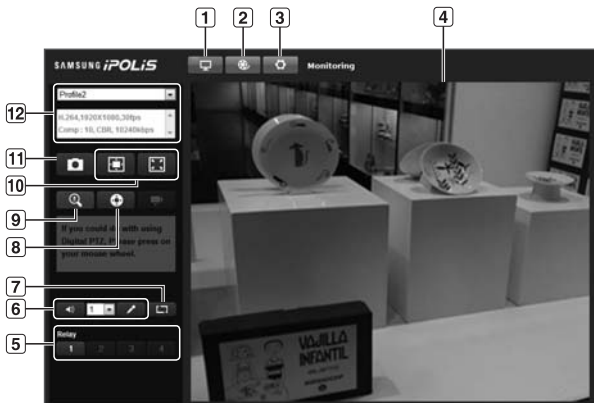 1
2
3
4
SAMSUNG iPOLiS
Monitoring
12
Profile2
H.264,1920X1080,30fps
Comp : 10, CBR, 10240kbps
11
10
9
8
If you could do with using
Digital PTZ, Please press on
your mouse wheel.
7
6
1
5
Relay
1 2 3 4
VAJILLA
INFANTIL